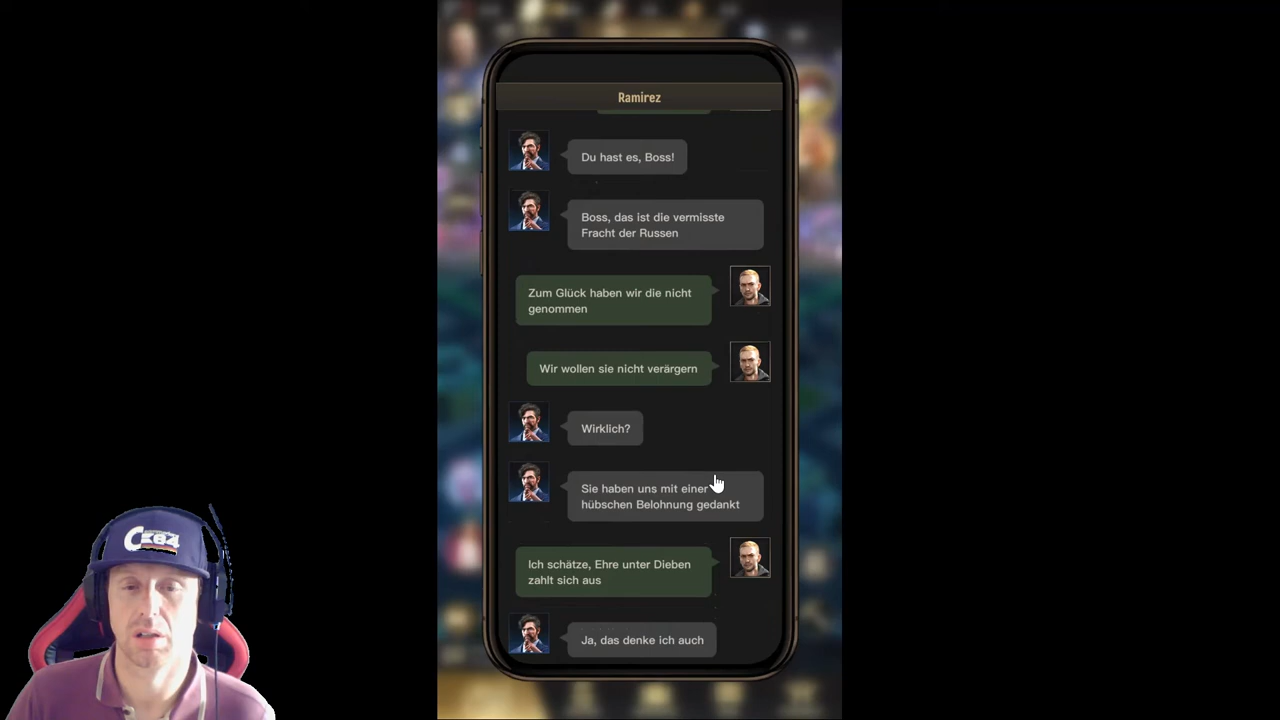 Ramirez
Du hast es, Boss!
Boss, das ist die vermisste
Fracht der Russen
Zum Glück haben wir die nicht
genommen
Wir wollen sie nicht verärgern
Wirklich?
Sie haben uns mit einer
hübschen Belohnung gedankt
Ich schätze, Ehre unter Dieben
zahlt sich aus
Ja, das denke ich auch